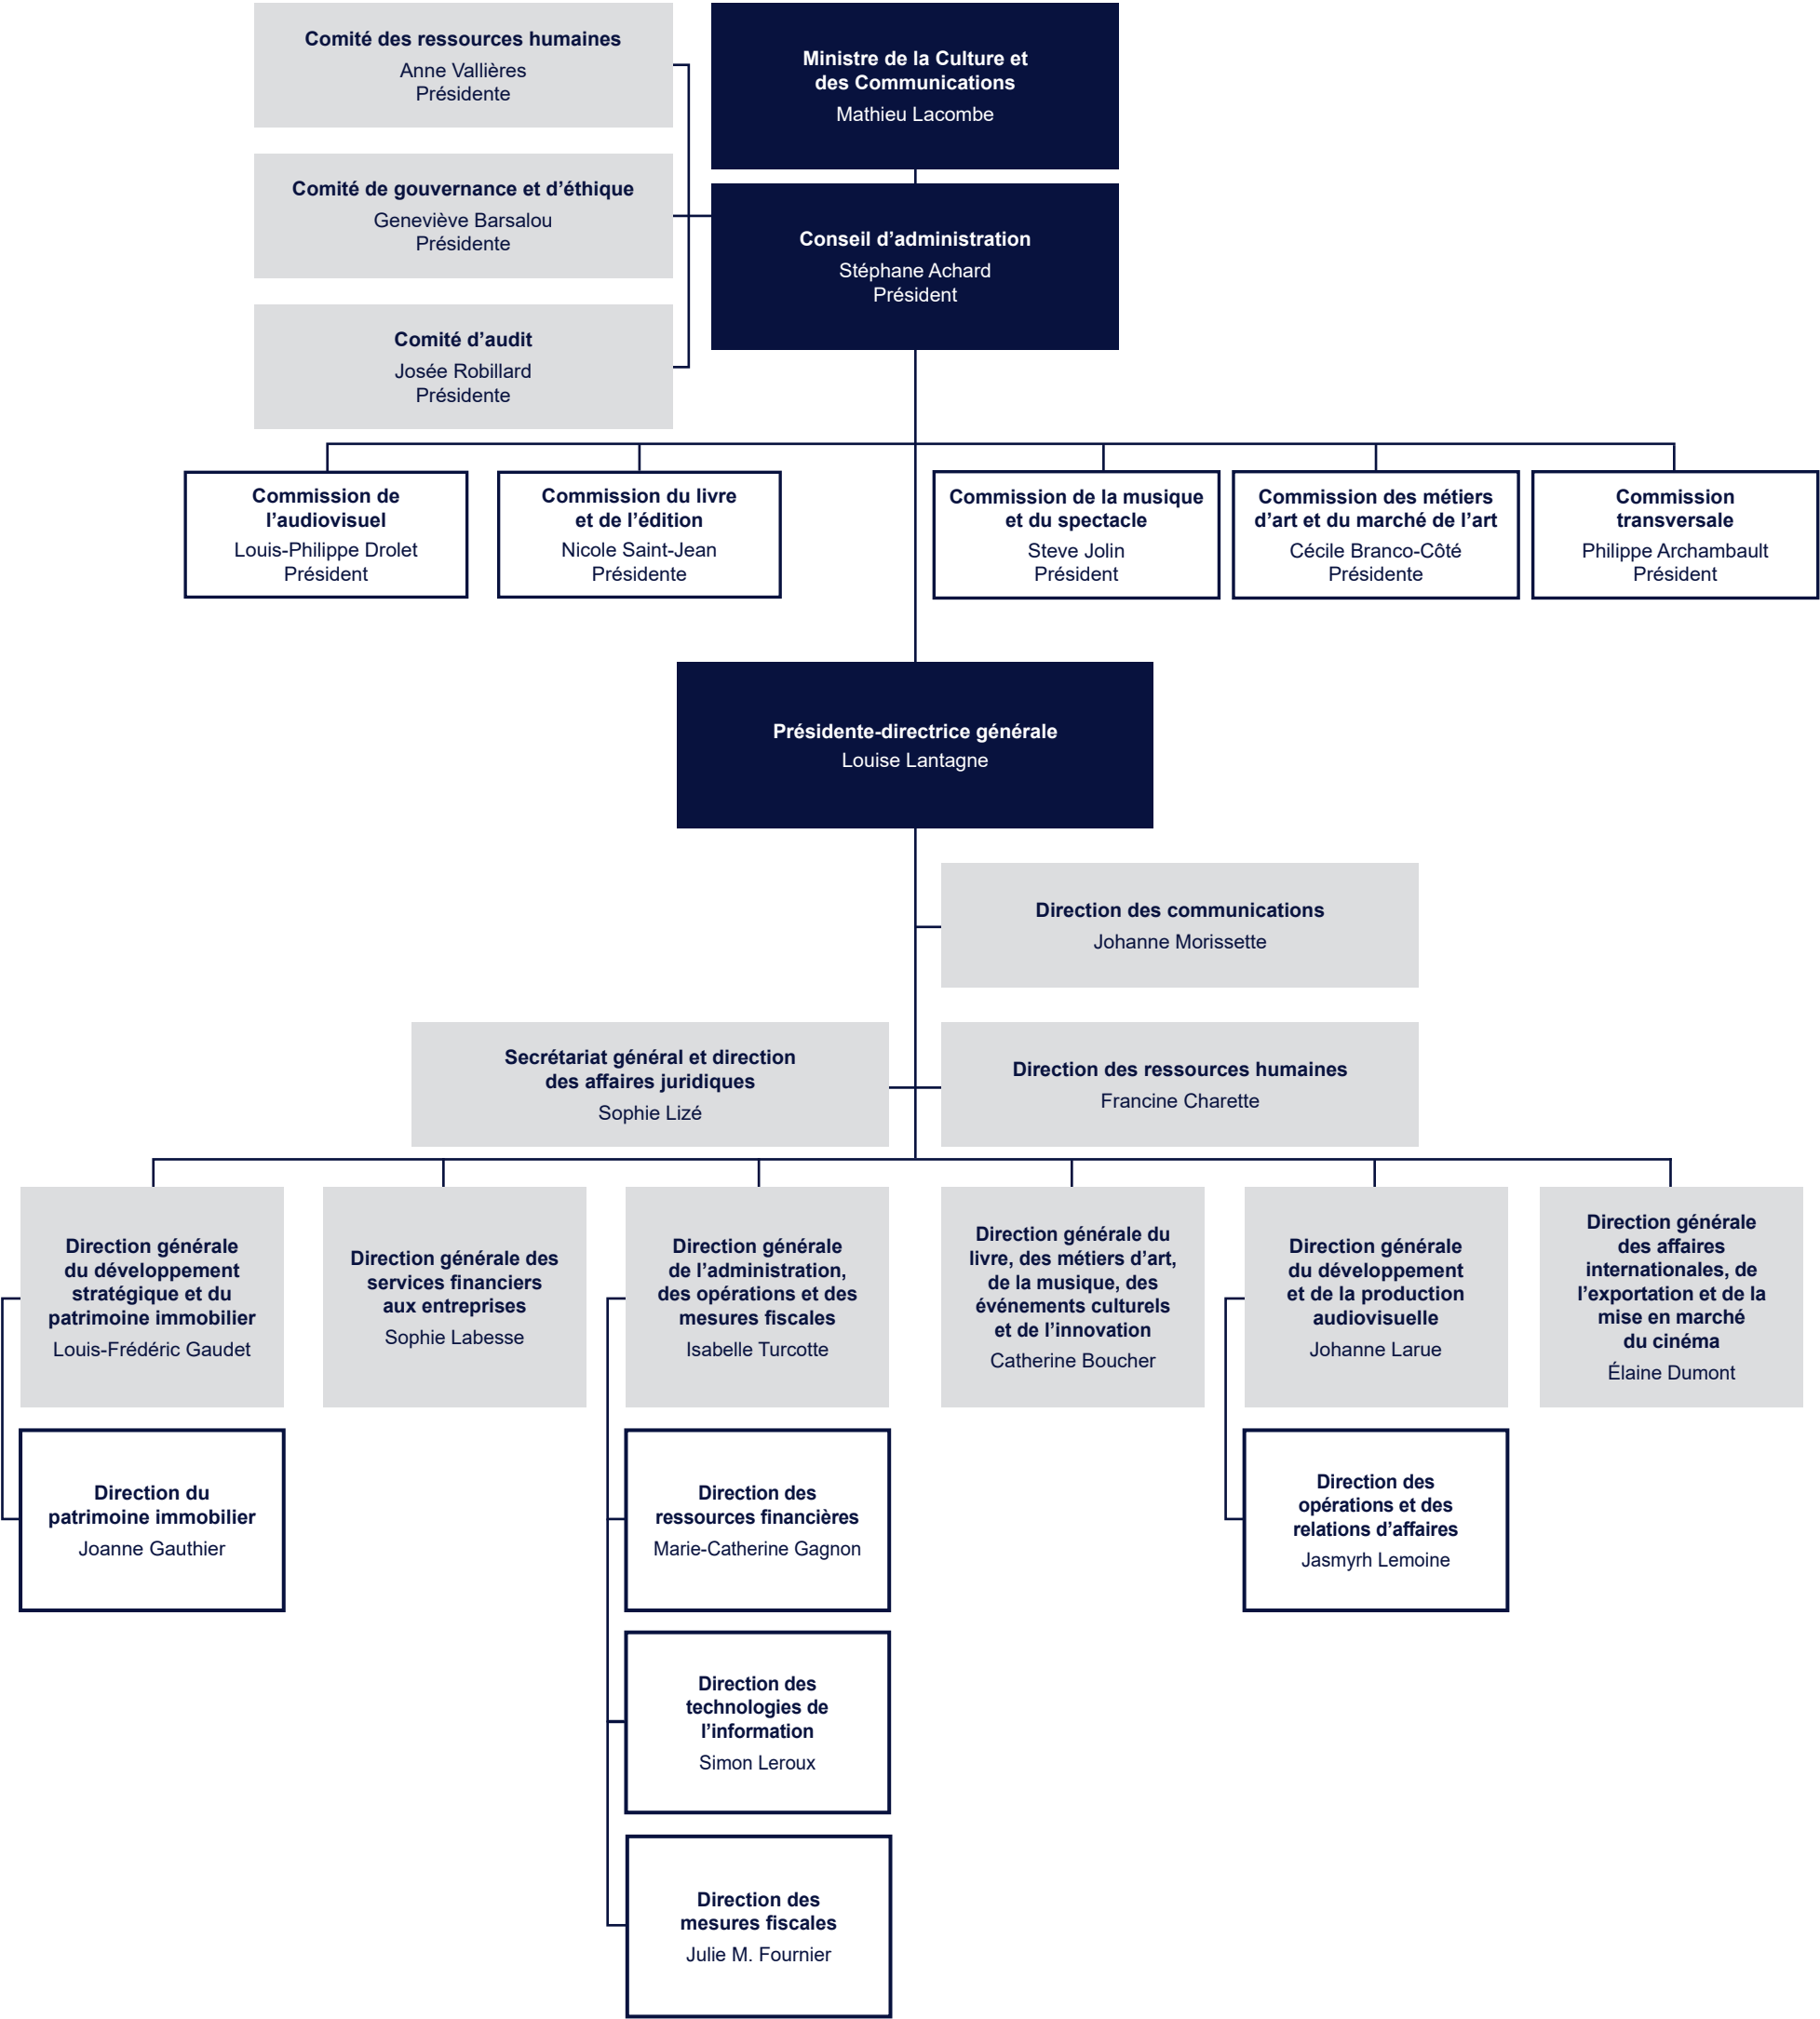 Comité des ressources humaines
Anne Vallières
Présidente
Ministre de la Culture et
des Communications
Mathieu Lacombe
Comité de gouvernance et d’éthique
Geneviève Barsalou
Présidente
Conseil d’administration
Stéphane Achard
Président
Comité d’audit
Josée Robillard
Présidente
Commission de
l’audiovisuel
Louis-Philippe Drolet
Président
Commission du livre
et de l’édition
Nicole Saint-Jean
Présidente
Commission de la musique
et du spectacle
Steve Jolin
Président
Commission des métiers
d’art et du marché de l’art
Cécile Branco-Côté
Présidente
Commission
transversale
Philippe Archambault
Président
Présidente-directrice générale
Louise Lantagne
Direction des communications
Johanne Morissette
Secrétariat général et direction
des affaires juridiques
Sophie Lizé
Direction des ressources humaines
Francine Charette
Direction générale
du développement
stratégique et du
patrimoine immobilier
Louis-Frédéric Gaudet
Direction générale des
services financiers
aux entreprises
Sophie Labesse
Direction générale
de l’administration,
des opérations et des
mesures fiscales
Isabelle Turcotte
Direction générale du
livre, des métiers d’art,
de la musique, des
événements culturels
et de l’innovation
Catherine Boucher
Direction générale
du développement
et de la production
audiovisuelle
Johanne Larue
Direction générale
des affaires
internationales, de
l’exportation et de la
mise en marché
du cinéma
Élaine Dumont
Direction du
patrimoine immobilier
Joanne Gauthier
Direction des
ressources financières
Marie-Catherine Gagnon
Direction des
opérations et des
relations d’affaires
Jasmyrh Lemoine
Direction des
technologies de
l’information
Simon Leroux
Direction des
mesures fiscales
Julie M. Fournier